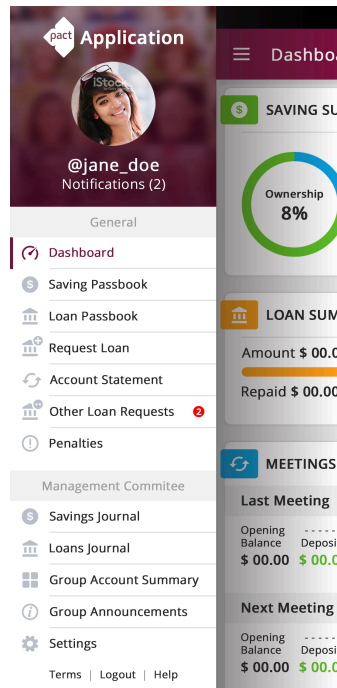 pact Application
iStock
@jane_doe
Notifications (2)
General
Dashboard
Saving Passbook
Loan Passbook
Request Loan
Account Statement
Other Loan Requests 2
Penalties
Management Commitee
Savings Journal
Loans Journal
Group Account Summary
Group Announcements
Settings
Terms | Logout | Help
Dashboa
SAVING SU
Ownership
8%
LOAN SUM
Amount $ 00.0
Repaid $ 00.00
MEETINGS
Last Meeting
Opening - - - - -
Balance Deposi
$ 00.00 $ 00.0
Next Meeting
Opening - - - - -
Balance Deposi
$ 00.00 $ 00.0